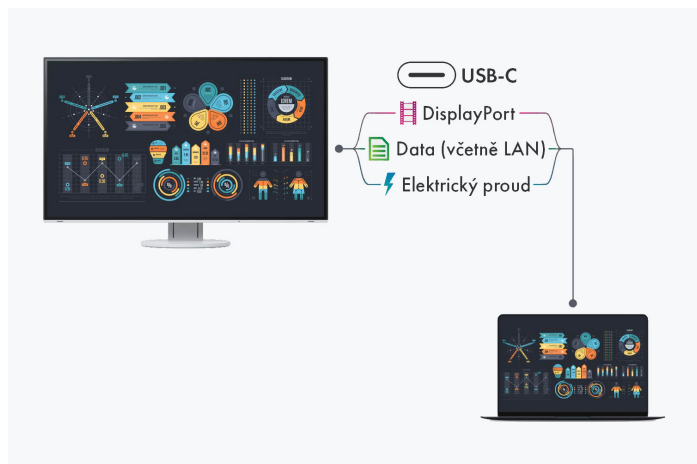 USB-C
DisplayPort
Data (včetně LAN)
Elektrický proud